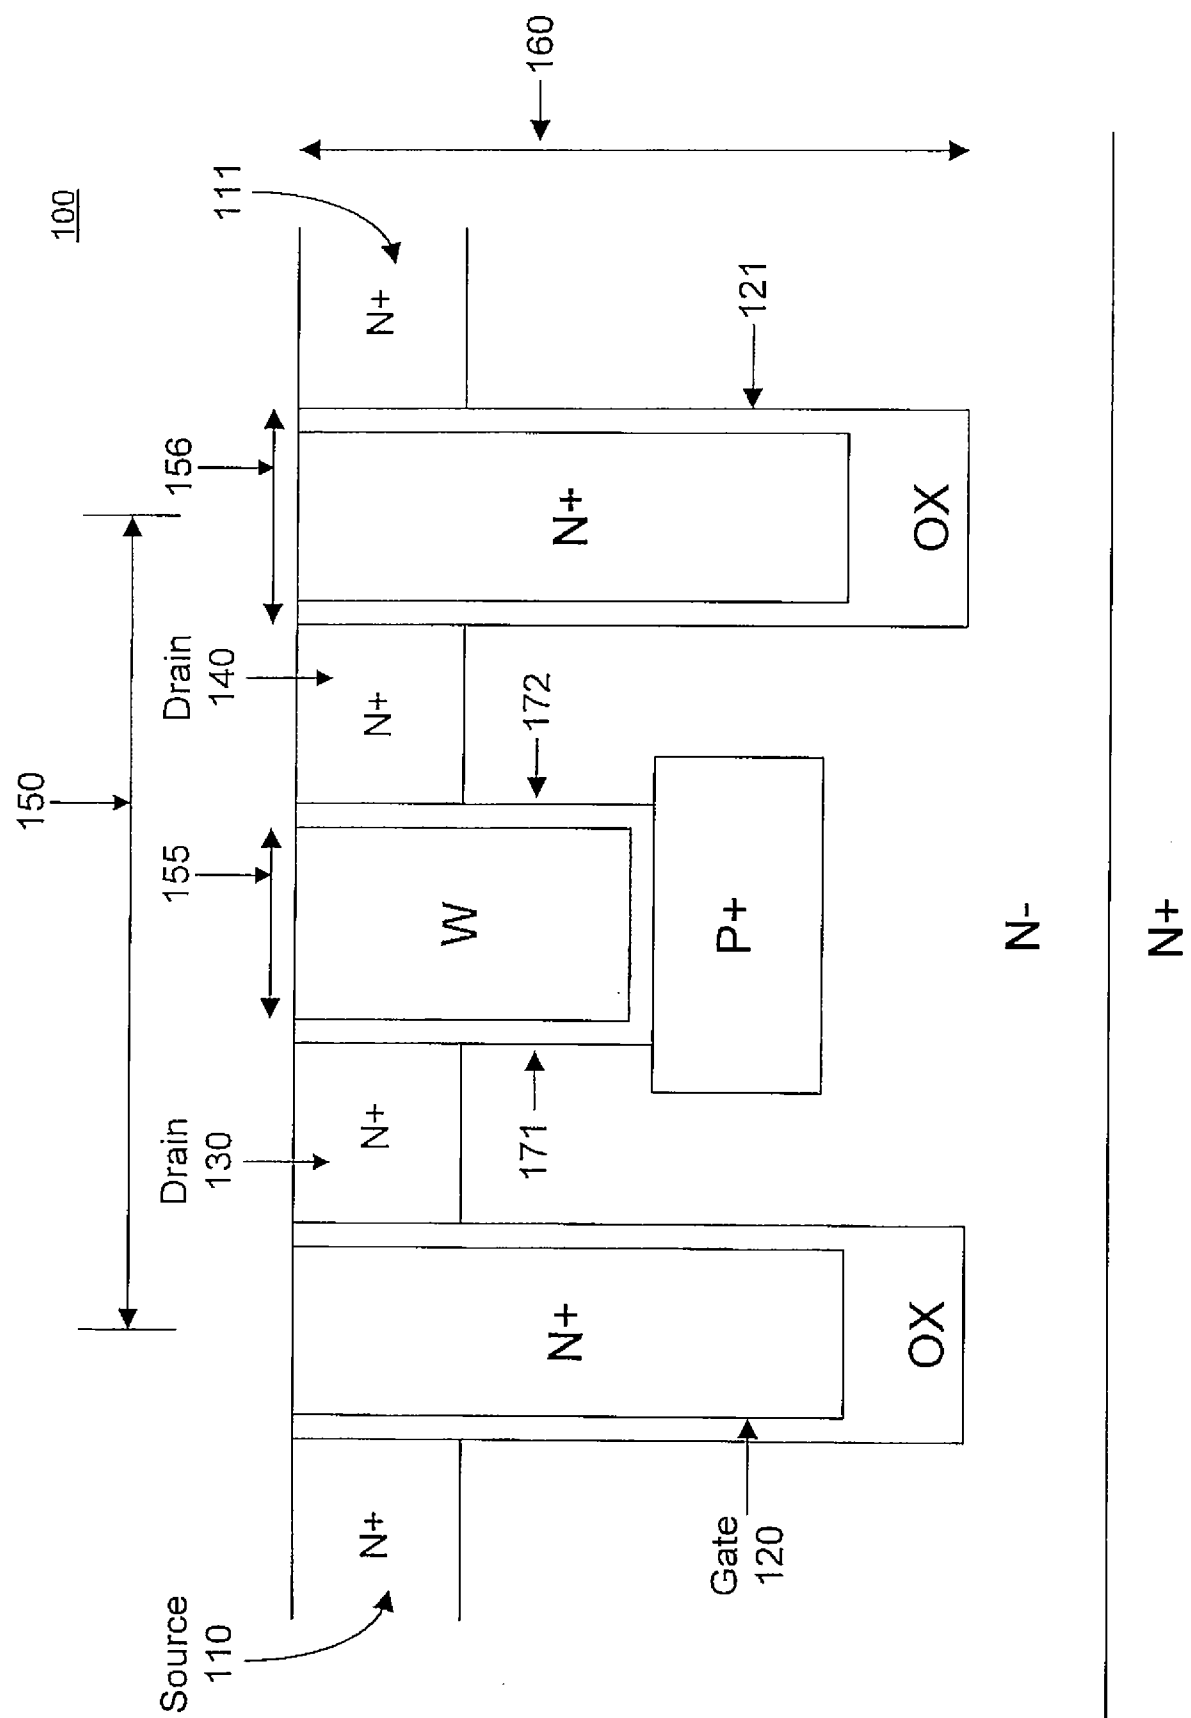 150
100
Source
110
Drain
130
155
Drain
140
156
111
160
N+
N+
N+
N+
W
171
172
N+
N+
Gate
120
P+
121
OX
OX
N-
N+